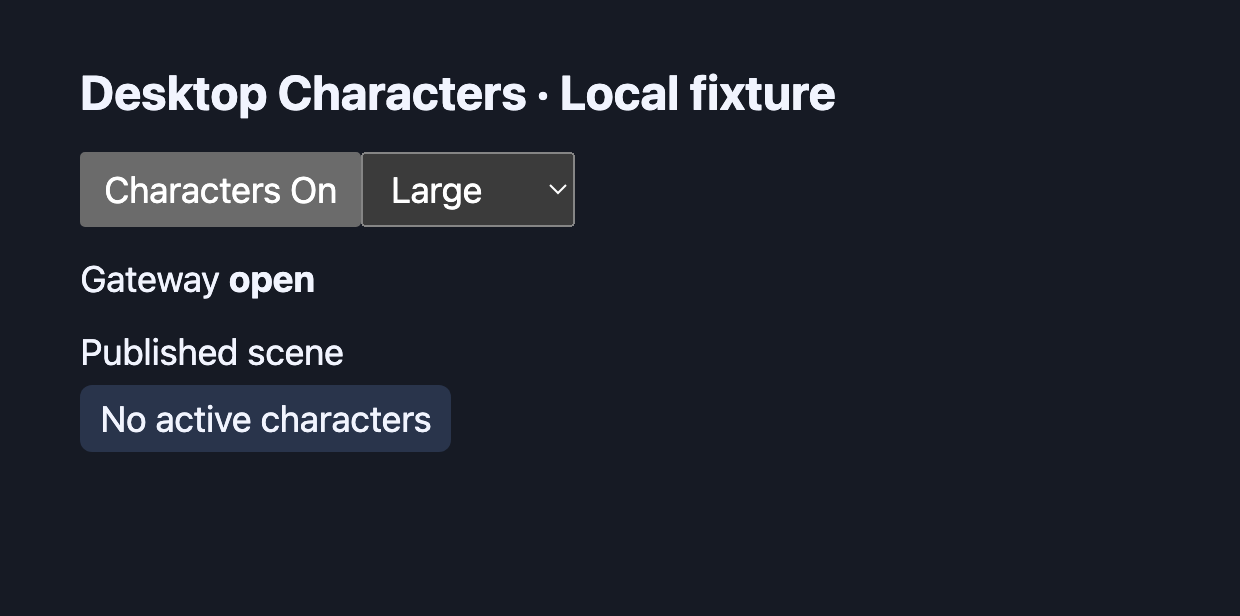 Desktop Characters · Local fixture
Characters On
Large
Gateway open
Published scene
No active characters